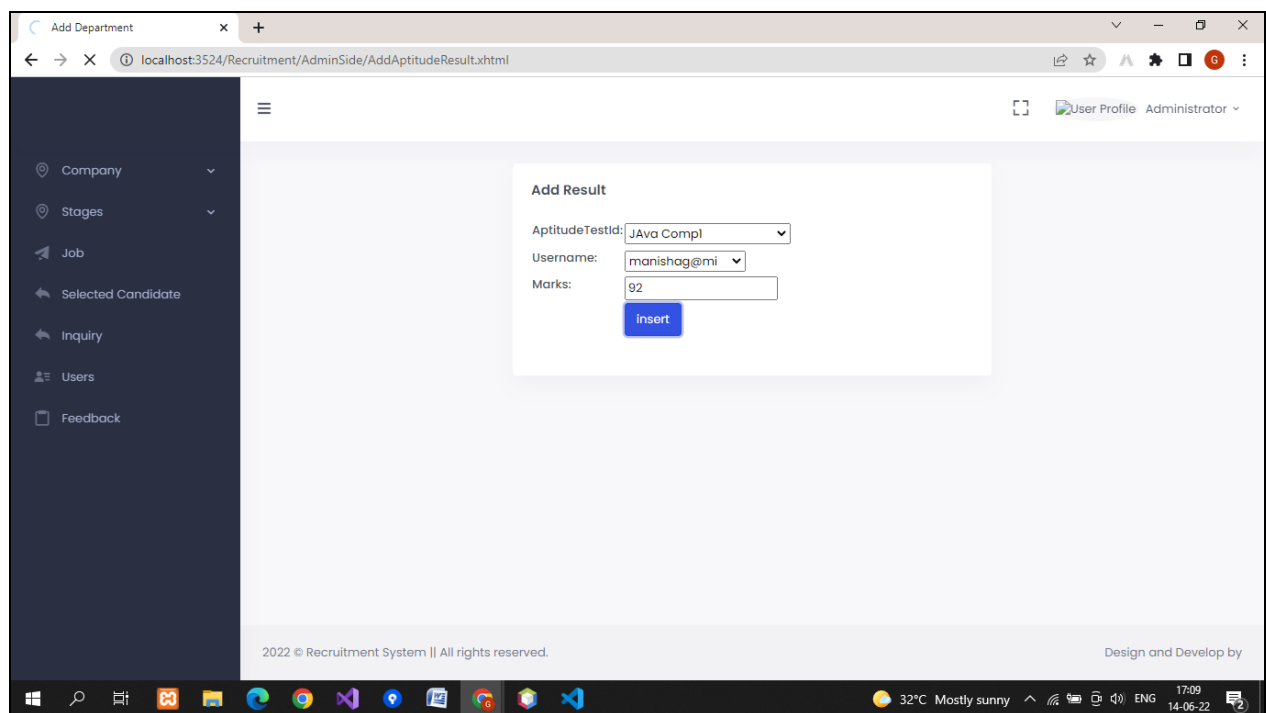 Add Department
localhost:3524/Recruitment/AdminSide/AddAptitudeResult.xhtml
G
User Profile Administrator
Company
Stages
Job
Selected Candidate
Inquiry
Users
Feedback
Add Result
AptitudeTestId: JAva Comp1
Username: manishag@mi
Marks: 92
insert
2022 © Recruitment System || All rights reserved. Design and Develop by
32°C Mostly sunny ENG 17:09
14-06-22
2